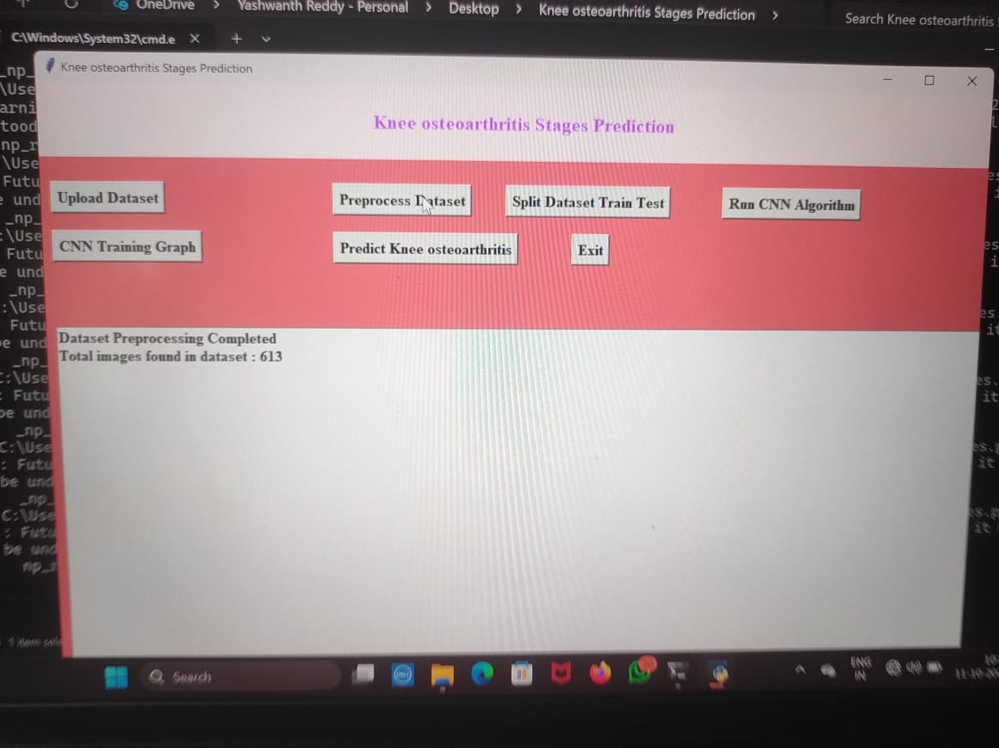 OneDrive > Yashwanth Reddy - Personal > Desktop > Knee osteoarthritis Stages Prediction >
Search Knee osteoarthritis
C:\Windows\System32\cmd.e
Knee osteoarthritis Stages Prediction
Knee osteoarthritis Stages Prediction
Upload Dataset
Preprocess Dataset
Split Dataset Train Test
Run CNN Algorithm
CNN Training Graph
Predict Knee osteoarthritis
Exit
Dataset Preprocessing Completed
Total images found in dataset : 613
_np_
\Use
arni
tood
np_r
\Use
Futu
e und
_np_
:\Use
Futu
e und
_np_
:\Use
Futu
e und
_np_
C:\Use
: Futu
be und
_np_
C:\Use
: Futu
be und
_np_
C:\Use
: Futu
be und
np_r
Search
ENG
IN